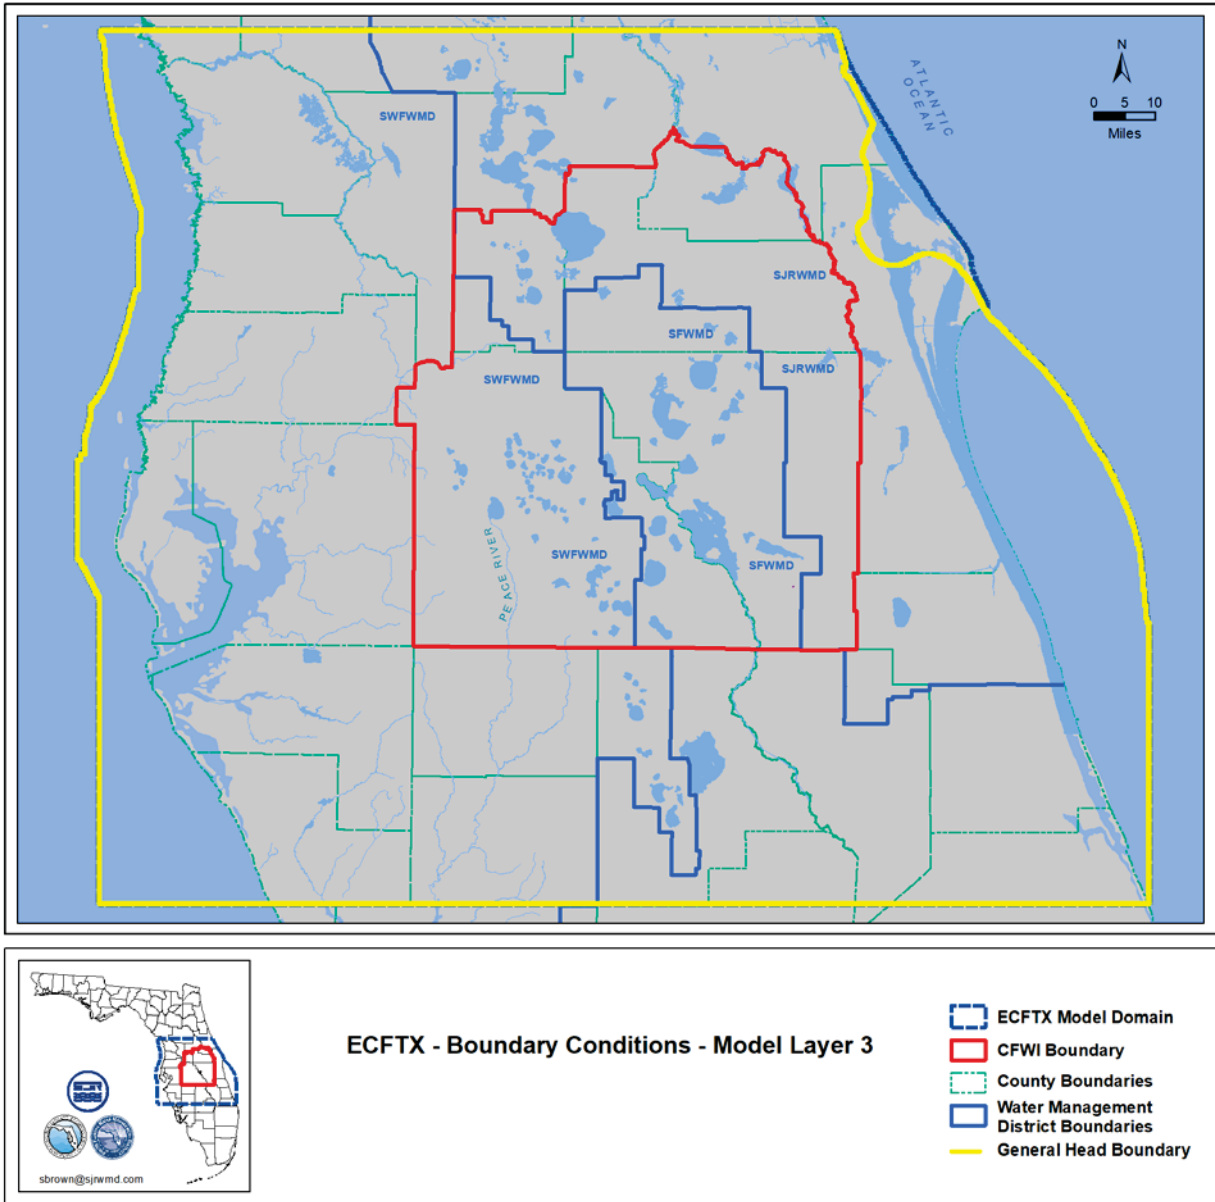 N
ATLANTIC
OCEAN
0 5 10
Miles
SWFWMD
SJRWMD
SFWMD
SJRWMD
SWFWMD
PEACE RIVER
SWFWMD
SFWMD
ECFTX - Boundary Conditions - Model Layer 3
ECFTX Model Domain
CFWI Boundary
County Boundaries
Water Management
District Boundaries
General Head Boundary
sbrown@sjrwmd.com